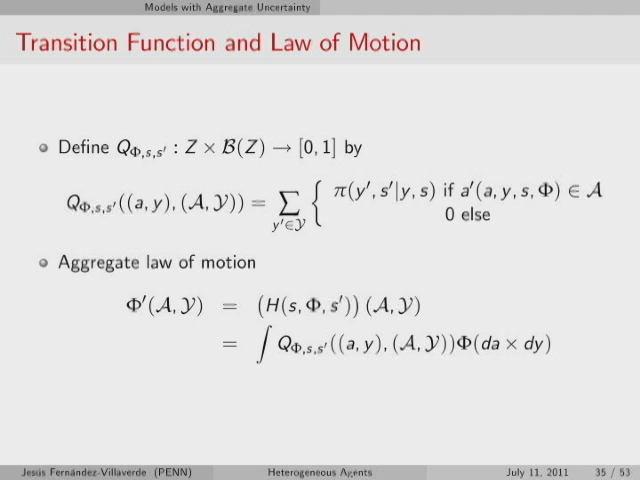 Models with Aggregate Uncertainty
Transition Function and Law of Motion
Define Q_{Φ,s,s′} : Z × B(Z) → [0, 1] by
Q_{Φ,s,s′}((a, y), (𝒜, 𝒴)) = ∑_{y′∈𝒴} { π(y′, s′|y, s) if a′(a, y, s, Φ) ∈ 𝒜
0 else
Aggregate law of motion
Φ′(𝒜, 𝒴) = (H(s, Φ, s′)) (𝒜, 𝒴)
= ∫ Q_{Φ,s,s′}((a, y), (𝒜, 𝒴))Φ(da × dy)
Jesús Fernández-Villaverde (PENN) Heterogeneous Agents July 11, 2011 35 / 53